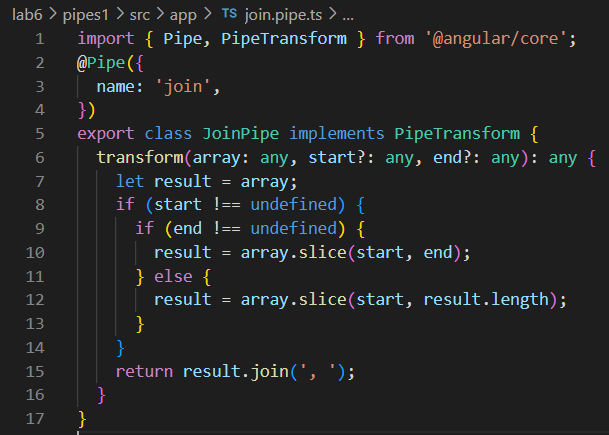 lab6 > pipes1 > src > app > TS join.pipe.ts > ...
1 import { Pipe, PipeTransform } from '@angular/core';
2 @Pipe({
3   name: 'join',
4 })
5 export class JoinPipe implements PipeTransform {
6   transform(array: any, start?: any, end?: any): any {
7     let result = array;
8     if (start !== undefined) {
9       if (end !== undefined) {
10         result = array.slice(start, end);
11       } else {
12         result = array.slice(start, result.length);
13       }
14     }
15     return result.join(', ');
16   }
17 }